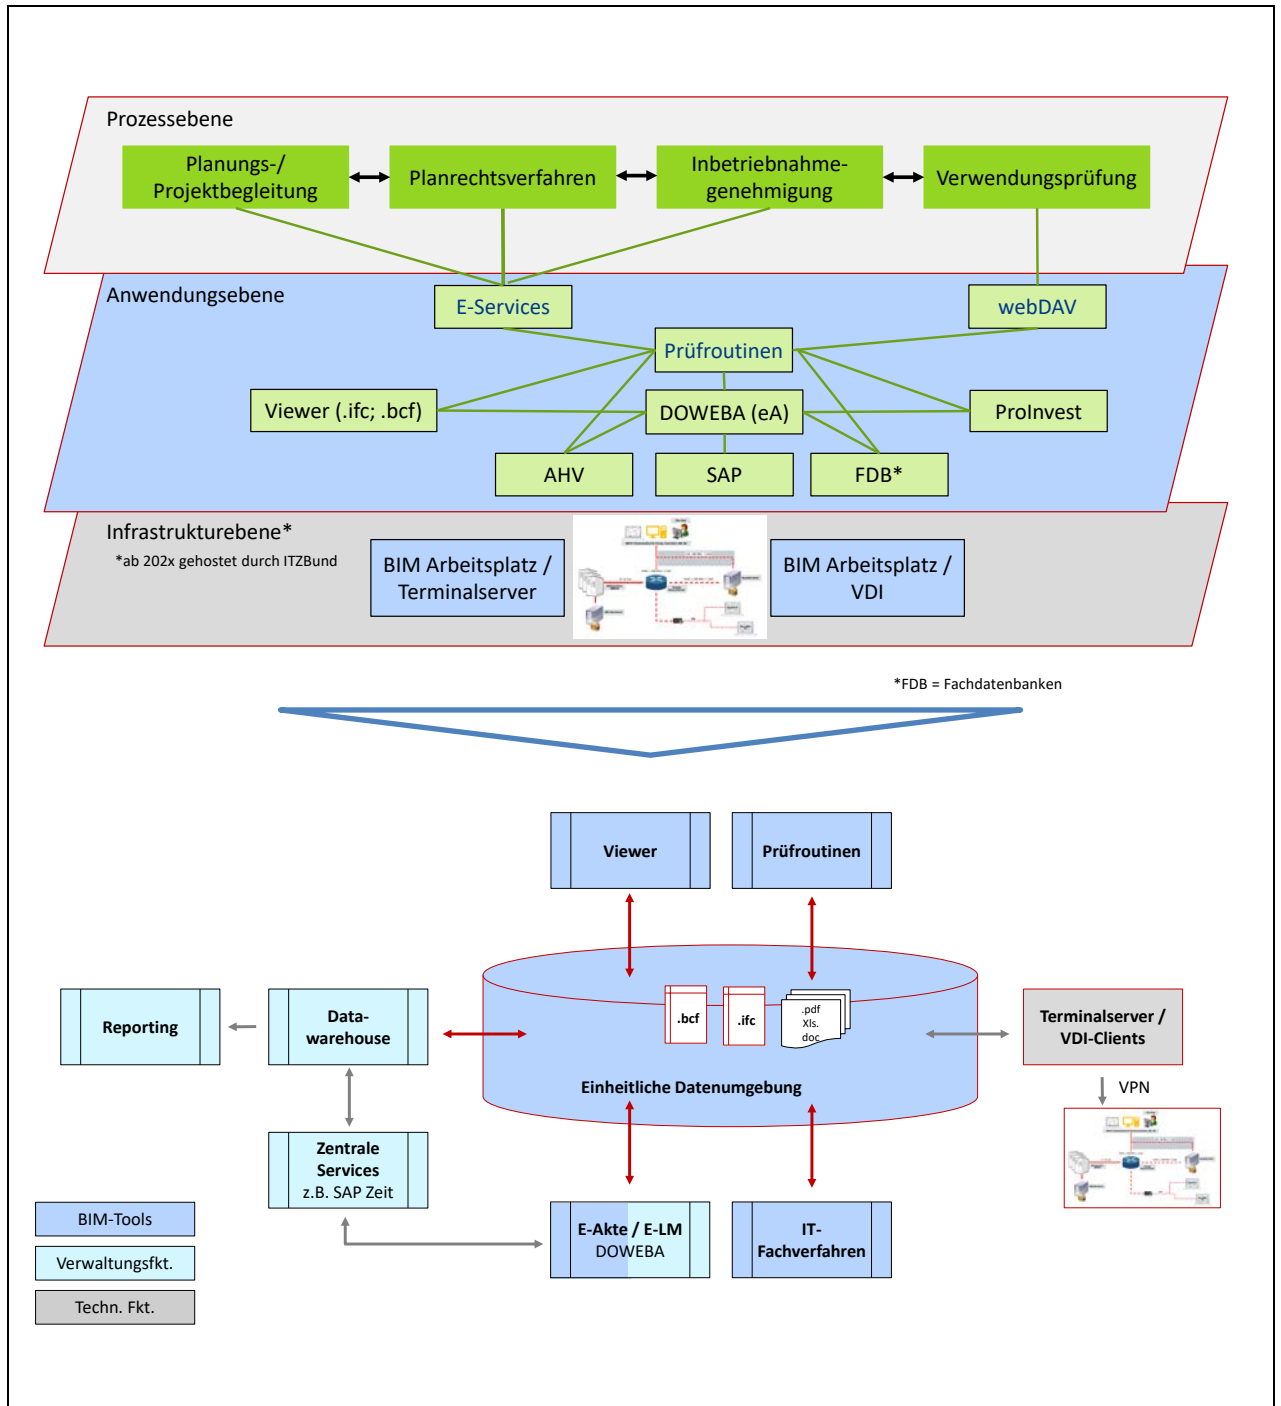 Prozessebene
Planungs-/
Projektbegleitung
Planrechtsverfahren
Inbetriebnahme-
genehmigung
Verwendungsprüfung
Anwendungsebene
E-Services
webDAV
Prüfroutinen
Viewer (.ifc; .bcf)
DOWEBA (eA)
ProInvest
AHV
SAP
FDB*
Infrastrukturebene*
*ab 202x gehostet durch ITZBund
BIM Arbeitsplatz /
Terminalserver
BIM Arbeitsplatz /
VDI
*FDB = Fachdatenbanken
Viewer
Prüfroutinen
.bcf
.ifc
.pdf
Xls.
doc
Reporting
Data-
warehouse
Terminalserver /
VDI-Clients
Einheitliche Datenumgebung
VPN
Zentrale
Services
z.B. SAP Zeit
E-Akte / E-LM
DOWEBA
IT-
Fachverfahren
BIM-Tools
Verwaltungsfkt.
Techn. Fkt.